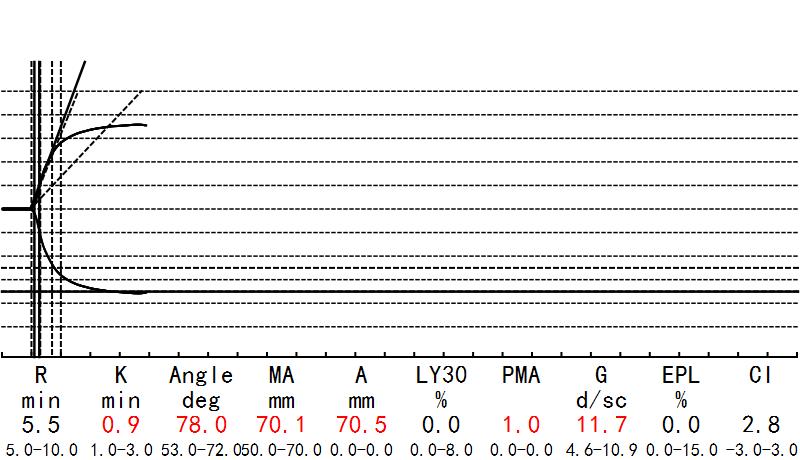 R K Angle MA A LY30 PMA G EPL CI
min min deg mm mm % d/sc %
5.5 0.9 78.0 70.1 70.5 0.0 1.0 11.7 0.0 2.8
5.0-10.0 1.0-3.0 53.0-72.0 50.0-70.0 0.0-0.0 0.0-8.0 0.0-0.0 4.6-10.9 0.0-15.0 -3.0-3.0